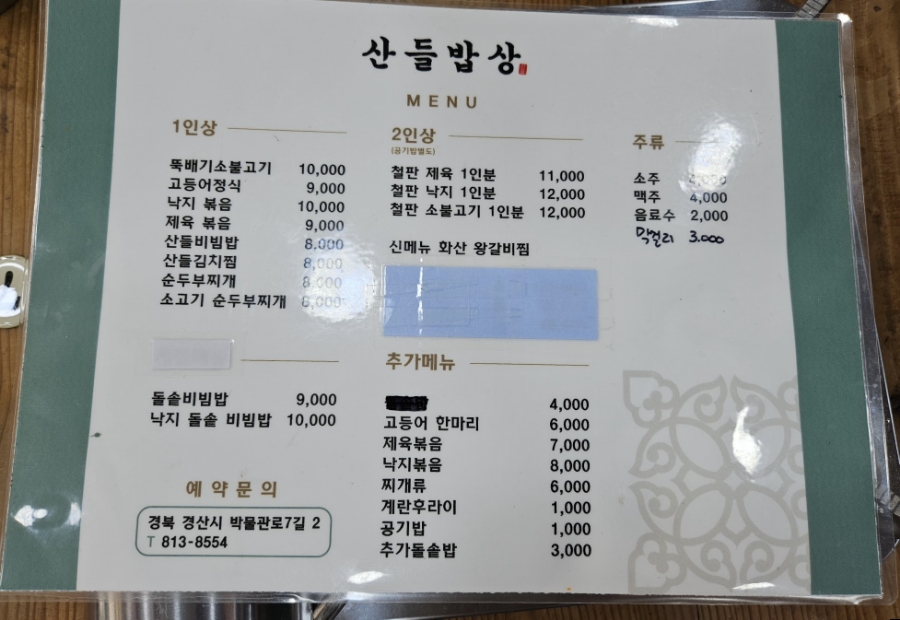 산들밥상
MENU
1인상
뚝배기소불고기 10,000
고등어정식 9,000
낙지 볶음 10,000
제육 볶음 9,000
산들비빔밥 8,000
산들김치찜 8,000
순두부찌개 8,000
소고기 순두부찌개
돌솥비빔밥 9,000
낙지 돌솥 비빔밥 10,000
예약문의
경북 경산시 박물관로7길 2
T 813-8554
2인상
(공기밥별도)
철판 제육 1인분 11,000
철판 낙지 1인분 12,000
철판 소불고기 1인분 12,000
신메뉴 화산 왕갈비찜
추가메뉴
4,000
고등어 한마리 6,000
제육볶음 7,000
낙지볶음 8,000
찌개류 6,000
계란후라이 1,000
공기밥 1,000
추가돌솥밥 3,000
주류
소주
맥주 4,000
음료수 2,000
막걸리 3.000